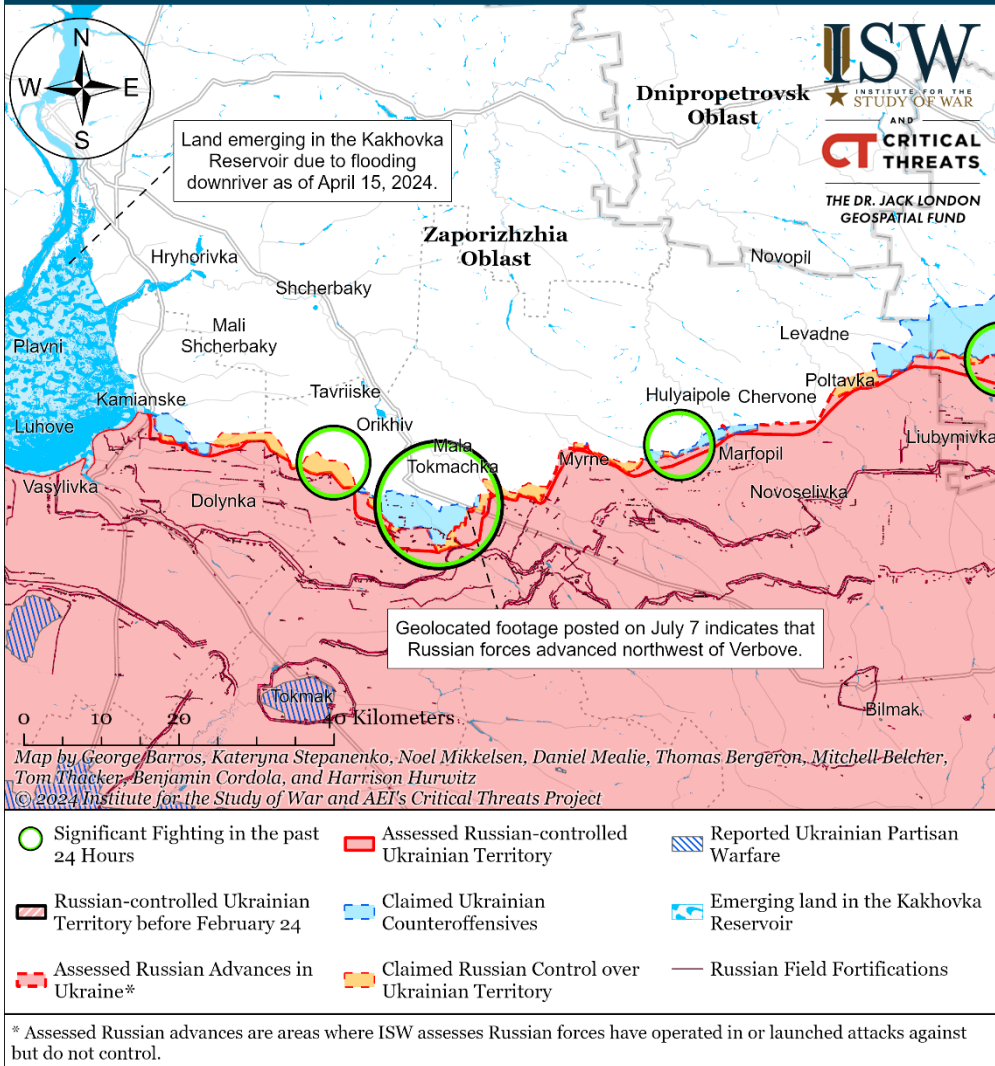 N
W E
S
ISW
INSTITUTE FOR THE
STUDY OF WAR
AND
CT CRITICAL
THREATS
THE DR. JACK LONDON
GEOSPATIAL FUND
Dnipropetrovsk
Oblast
Land emerging in the Kakhovka
Reservoir due to flooding
downriver as of April 15, 2024.
Zaporizhzhia
Oblast
Hryhorivka
Novopil
Shcherbaky
Mali
Shcherbaky
Levadne
Plavni
Tavriiske
Poltavka
Kamianske
Hulyaipole
Chervone
Luhove
Orikhiv
Mala
Tokmachka
Myrne
Marfopil
Liubymivka
Vasylivka
Dolynka
Novoselivka
Geolocated footage posted on July 7 indicates that
Russian forces advanced northwest of Verbove.
Tokmak
Bilmak
0 10 20 40 Kilometers
Map by George Barros, Kateryna Stepanenko, Noel Mikkelsen, Daniel Mealie, Thomas Bergeron, Mitchell Belcher,
Tom Thacker, Benjamin Cordola, and Harrison Hurwitz
© 2024 Institute for the Study of War and AEI's Critical Threats Project
Significant Fighting in the past
24 Hours
Assessed Russian-controlled
Ukrainian Territory
Reported Ukrainian Partisan
Warfare
Russian-controlled Ukrainian
Territory before February 24
Claimed Ukrainian
Counteroffensives
Emerging land in the Kakhovka
Reservoir
Assessed Russian Advances in
Ukraine*
Claimed Russian Control over
Ukrainian Territory
Russian Field Fortifications
* Assessed Russian advances are areas where ISW assesses Russian forces have operated in or launched attacks against
but do not control.